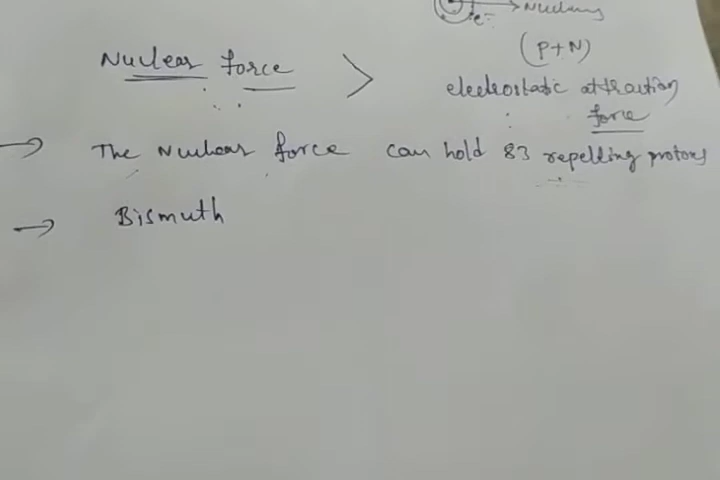 Nucleus
e-
(P+N)
Nuclear force > electrostatic attraction
force
→ The Nuclear force can hold 83 repelling protons
→ Bismuth